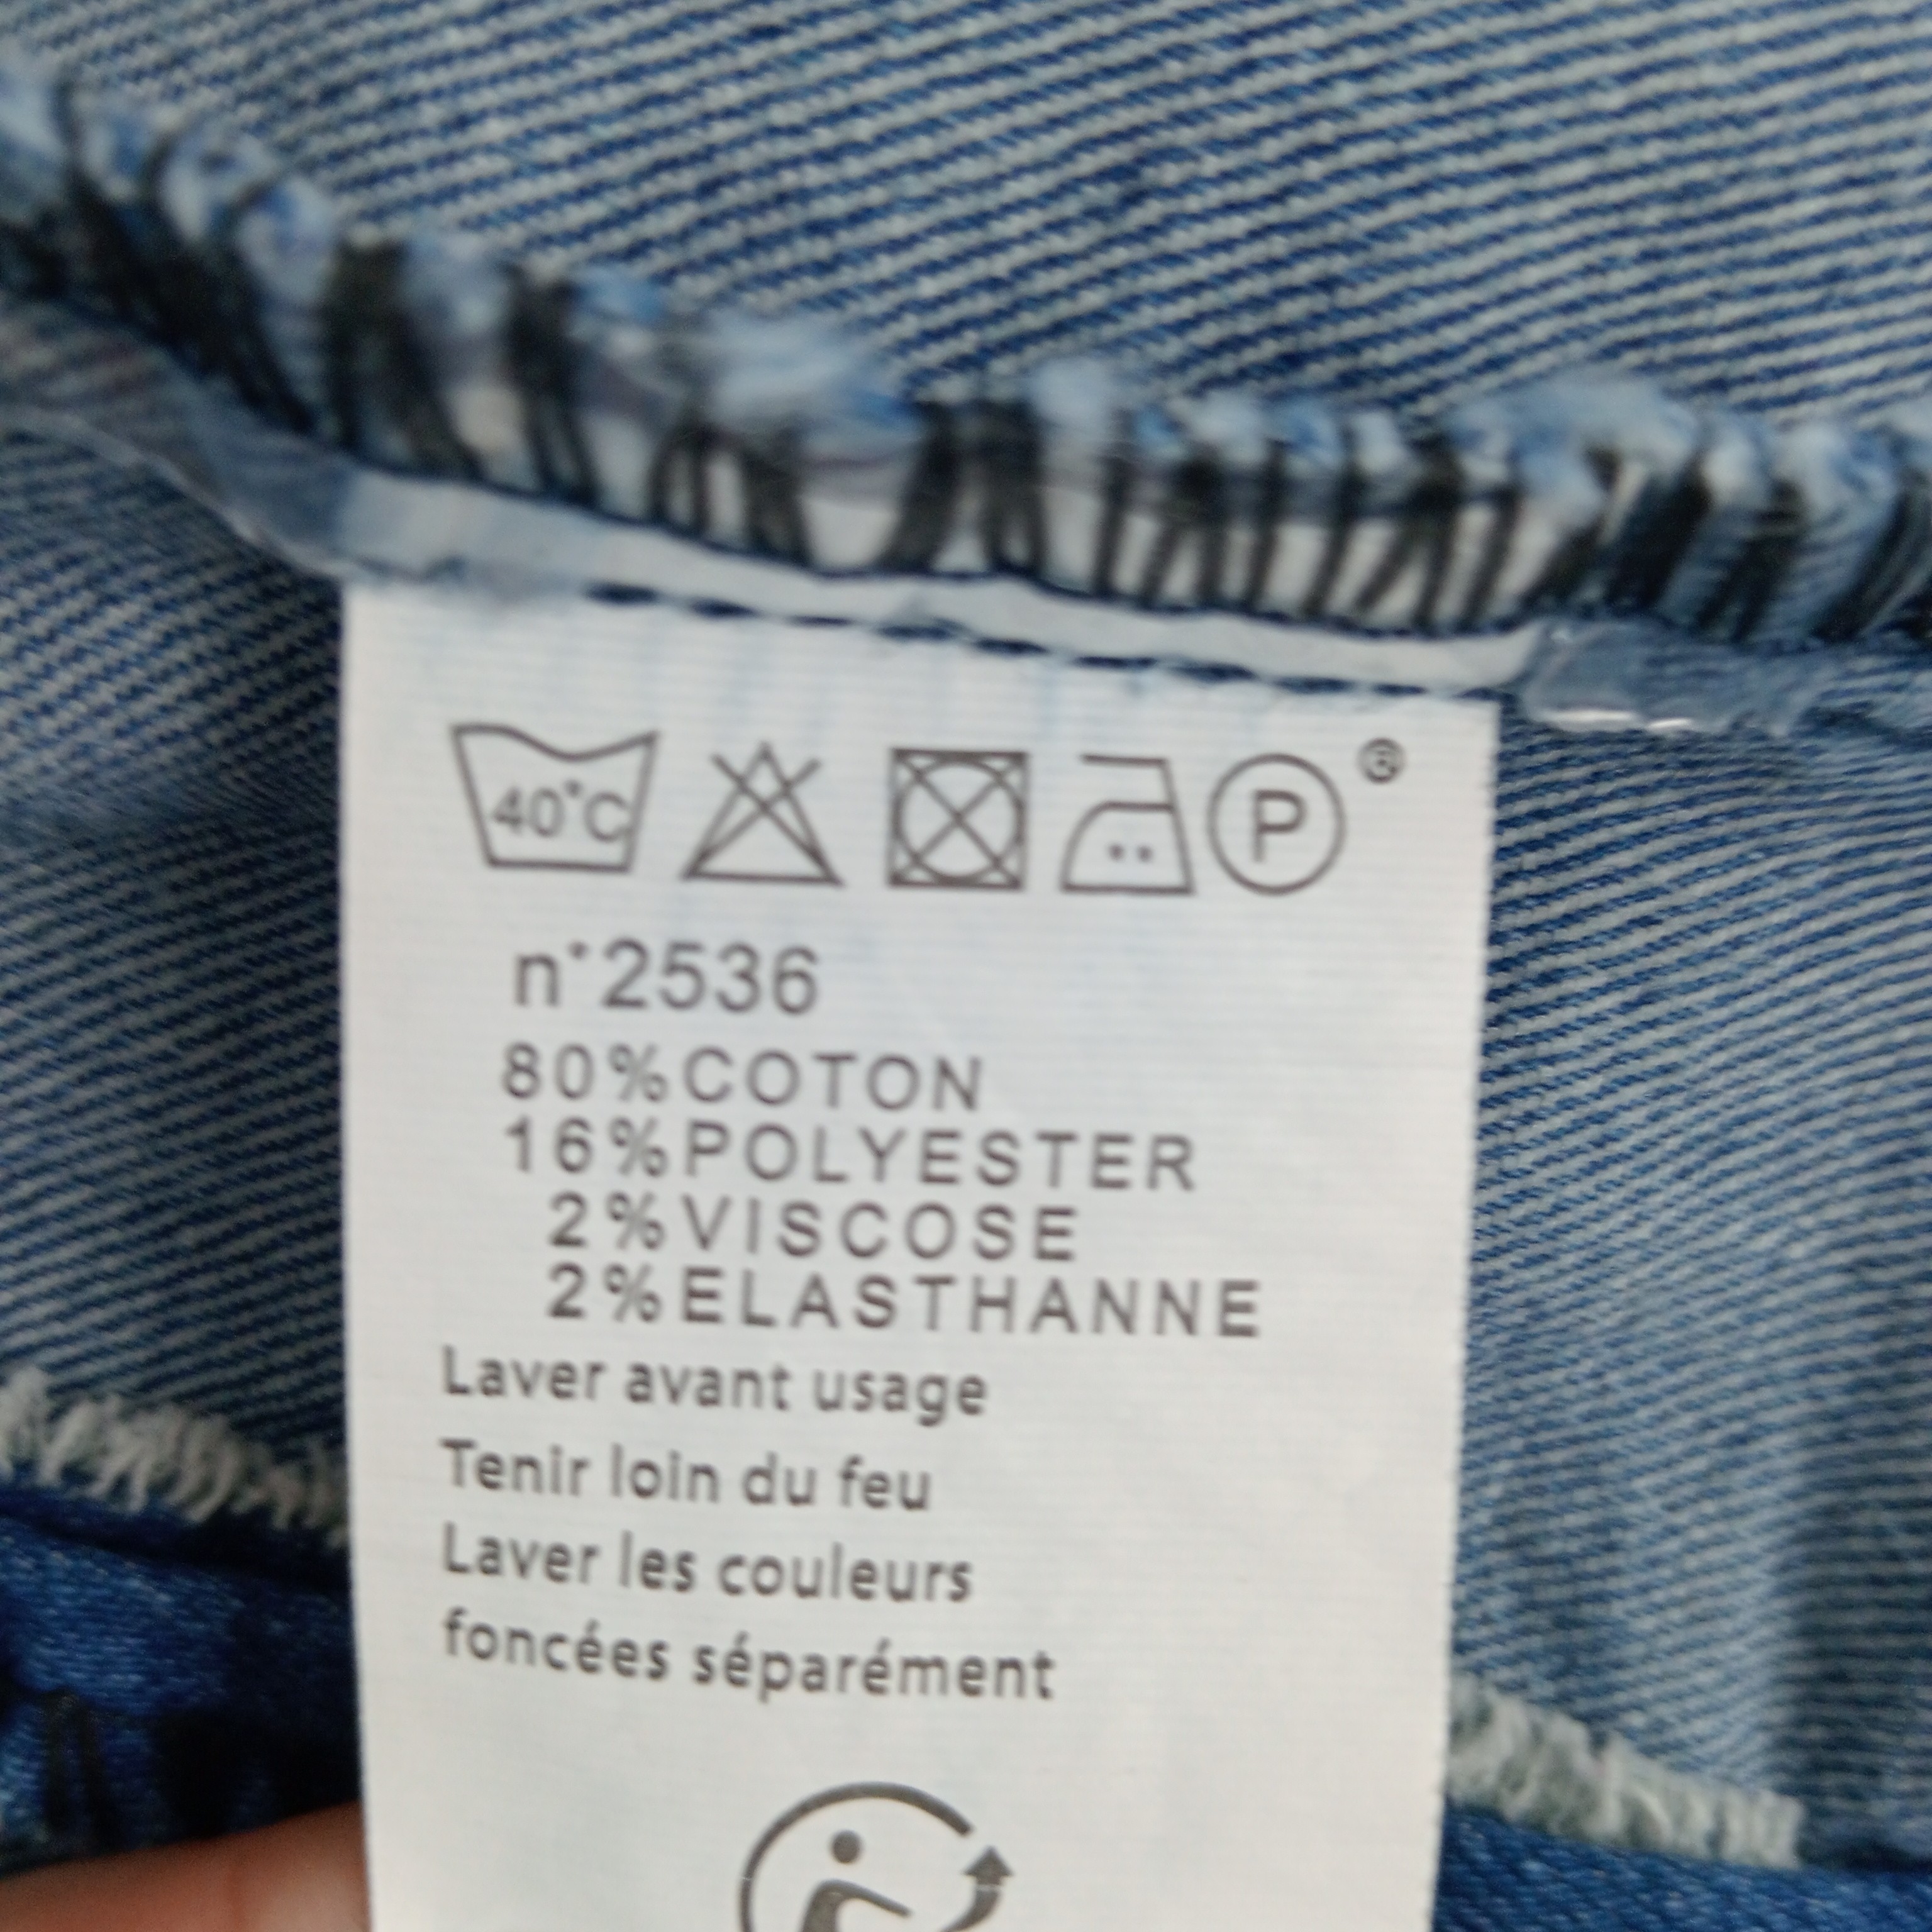 40°C P ®
n°2536
80%COTON
16%POLYESTER
2%VISCOSE
2%ELASTHANNE
Laver avant usage
Tenir loin du feu
Laver les couleurs
foncées séparément